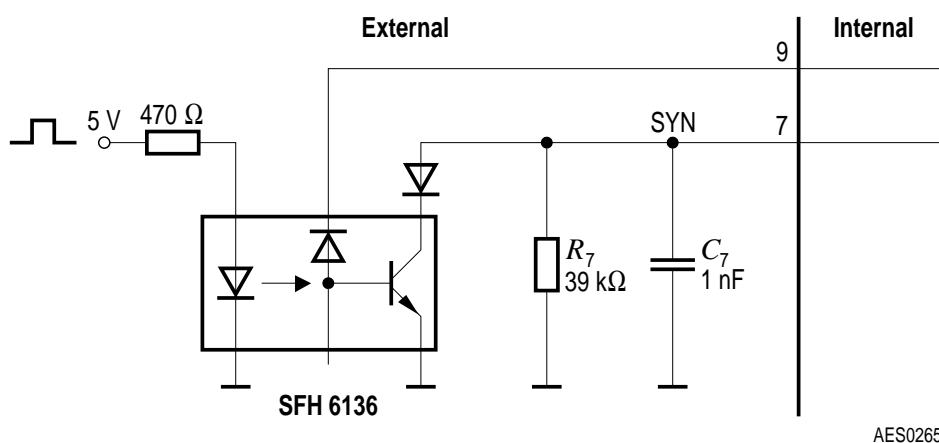 External
Internal
9
5 V
470 Ω
SYN
7
R7
39 kΩ
C7
1 nF
SFH 6136
AES0265